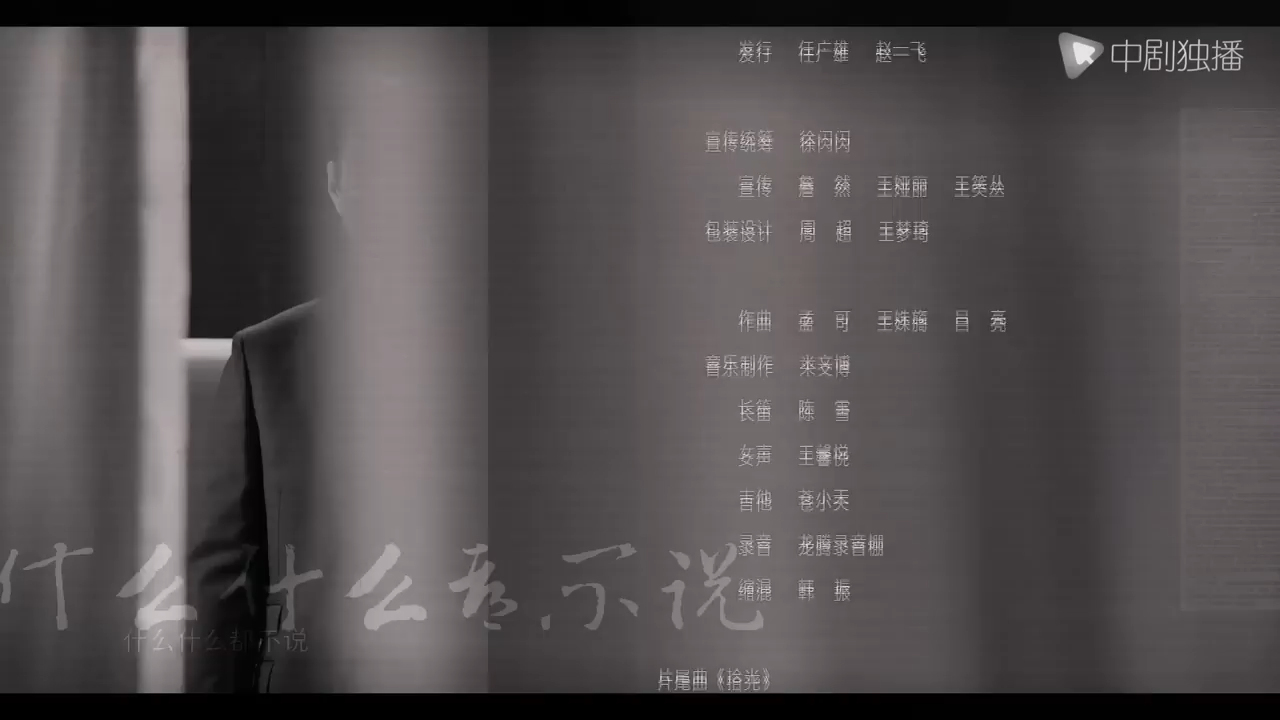 中剧独播
发行 任广雄 赵一飞
宣传统筹 徐闪闪
宣传 詹 然 王娅丽 王笑丛
包装设计 周 超 王梦琦
作曲 孟 可 王姝腾 吕 亮
音乐制作 米文博
长笛 陈 雪
女声 王馨悦
吉他 苍小天
录音 龙腾录音棚
缩混 韩 振
什么什么都不说
什么什么都不说
片尾曲《拾光》